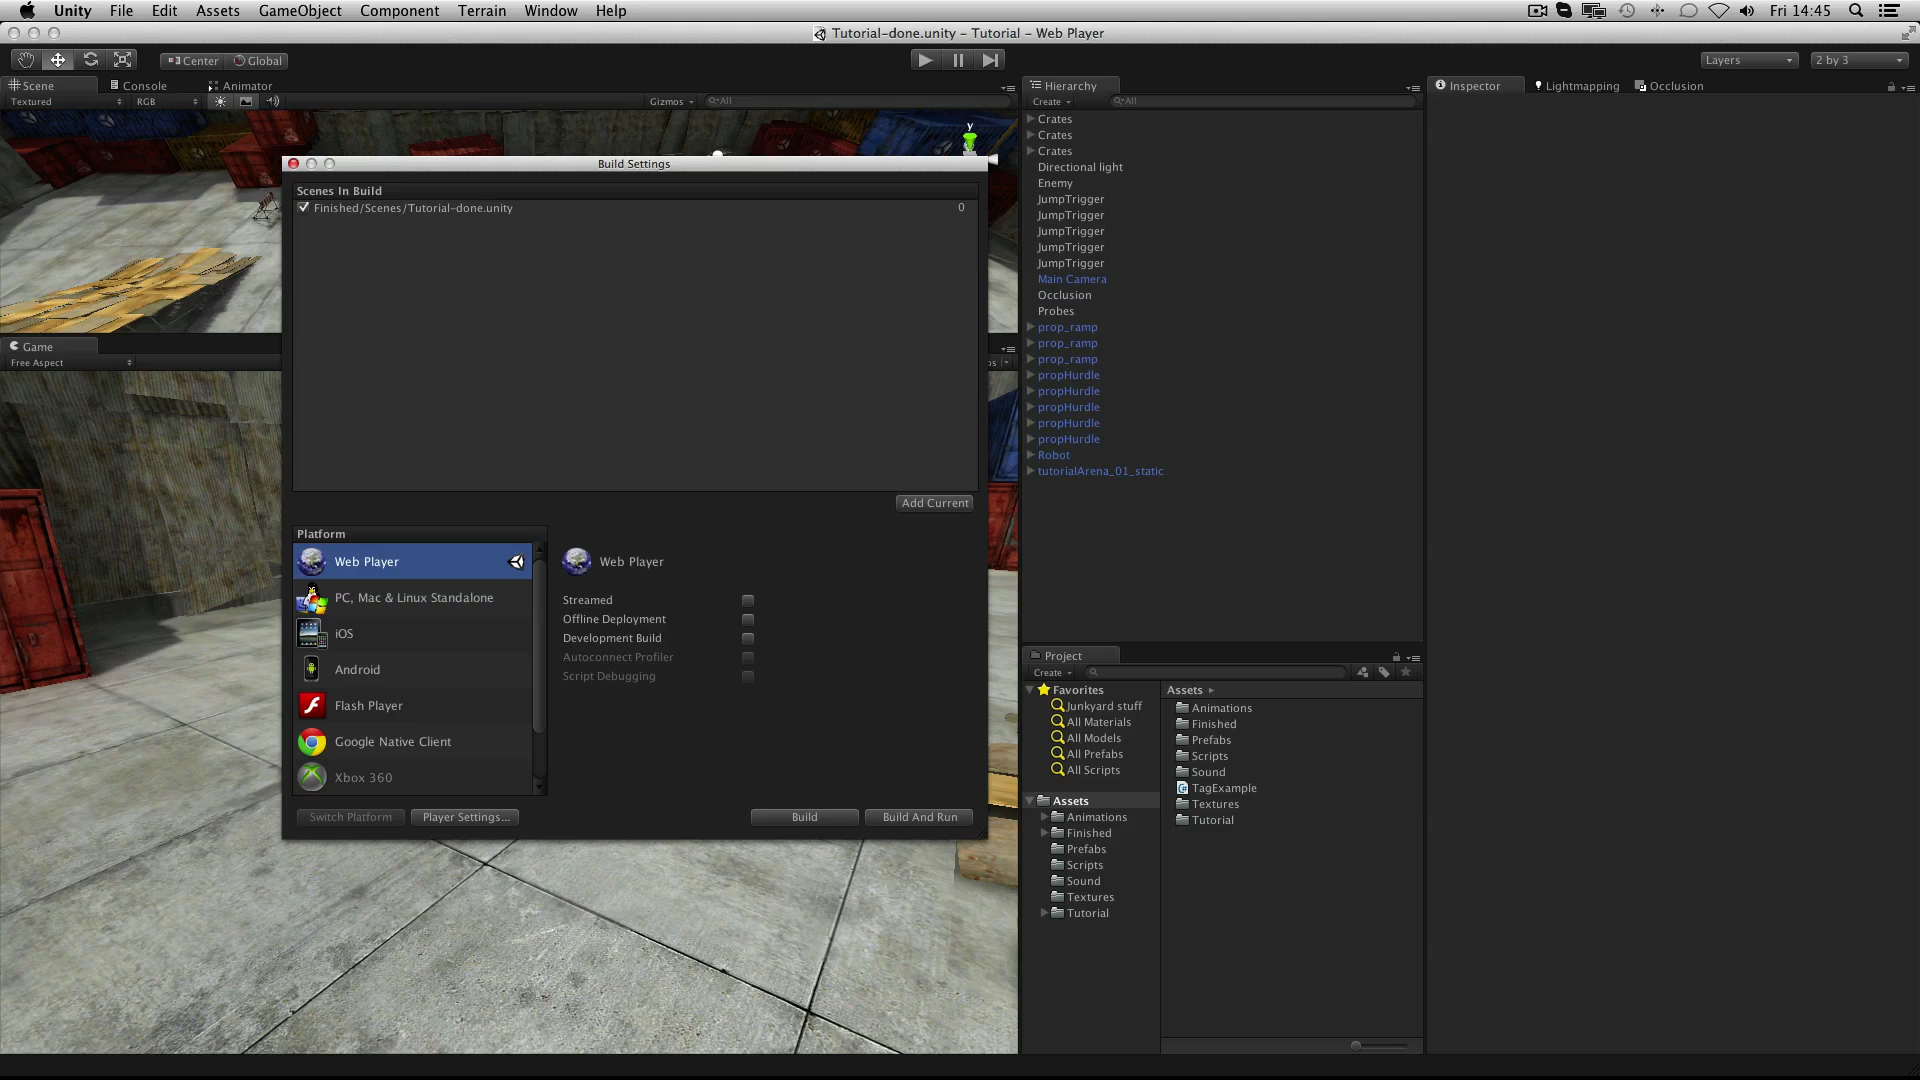 Unity File Edit Assets GameObject Component Terrain Window Help Fri 14:45
Tutorial-done.unity – Tutorial – Web Player
Center Global Layers 2 by 3
Scene Console Animator
Textured RGB Gizmos All
y
Build Settings
Scenes In Build
Finished/Scenes/Tutorial-done.unity 0
Add Current
Platform
Web Player
PC, Mac & Linux Standalone
iOS
Android
Flash Player
Google Native Client
Xbox 360
Web Player
Streamed
Offline Deployment
Development Build
Autoconnect Profiler
Script Debugging
Switch Platform Player Settings... Build Build And Run
Game
Free Aspect
Hierarchy
Create All
Crates
Crates
Crates
Directional light
Enemy
JumpTrigger
JumpTrigger
JumpTrigger
JumpTrigger
JumpTrigger
Main Camera
Occlusion
Probes
prop_ramp
prop_ramp
prop_ramp
propHurdle
propHurdle
propHurdle
propHurdle
propHurdle
Robot
tutorialArena_01_static
Project
Create
Favorites
Junkyard stuff
All Materials
All Models
All Prefabs
All Scripts
Assets
Animations
Finished
Prefabs
Scripts
Sound
Textures
Tutorial
Assets
Animations
Finished
Prefabs
Scripts
Sound
TagExample
Textures
Tutorial
Inspector Lightmapping Occlusion